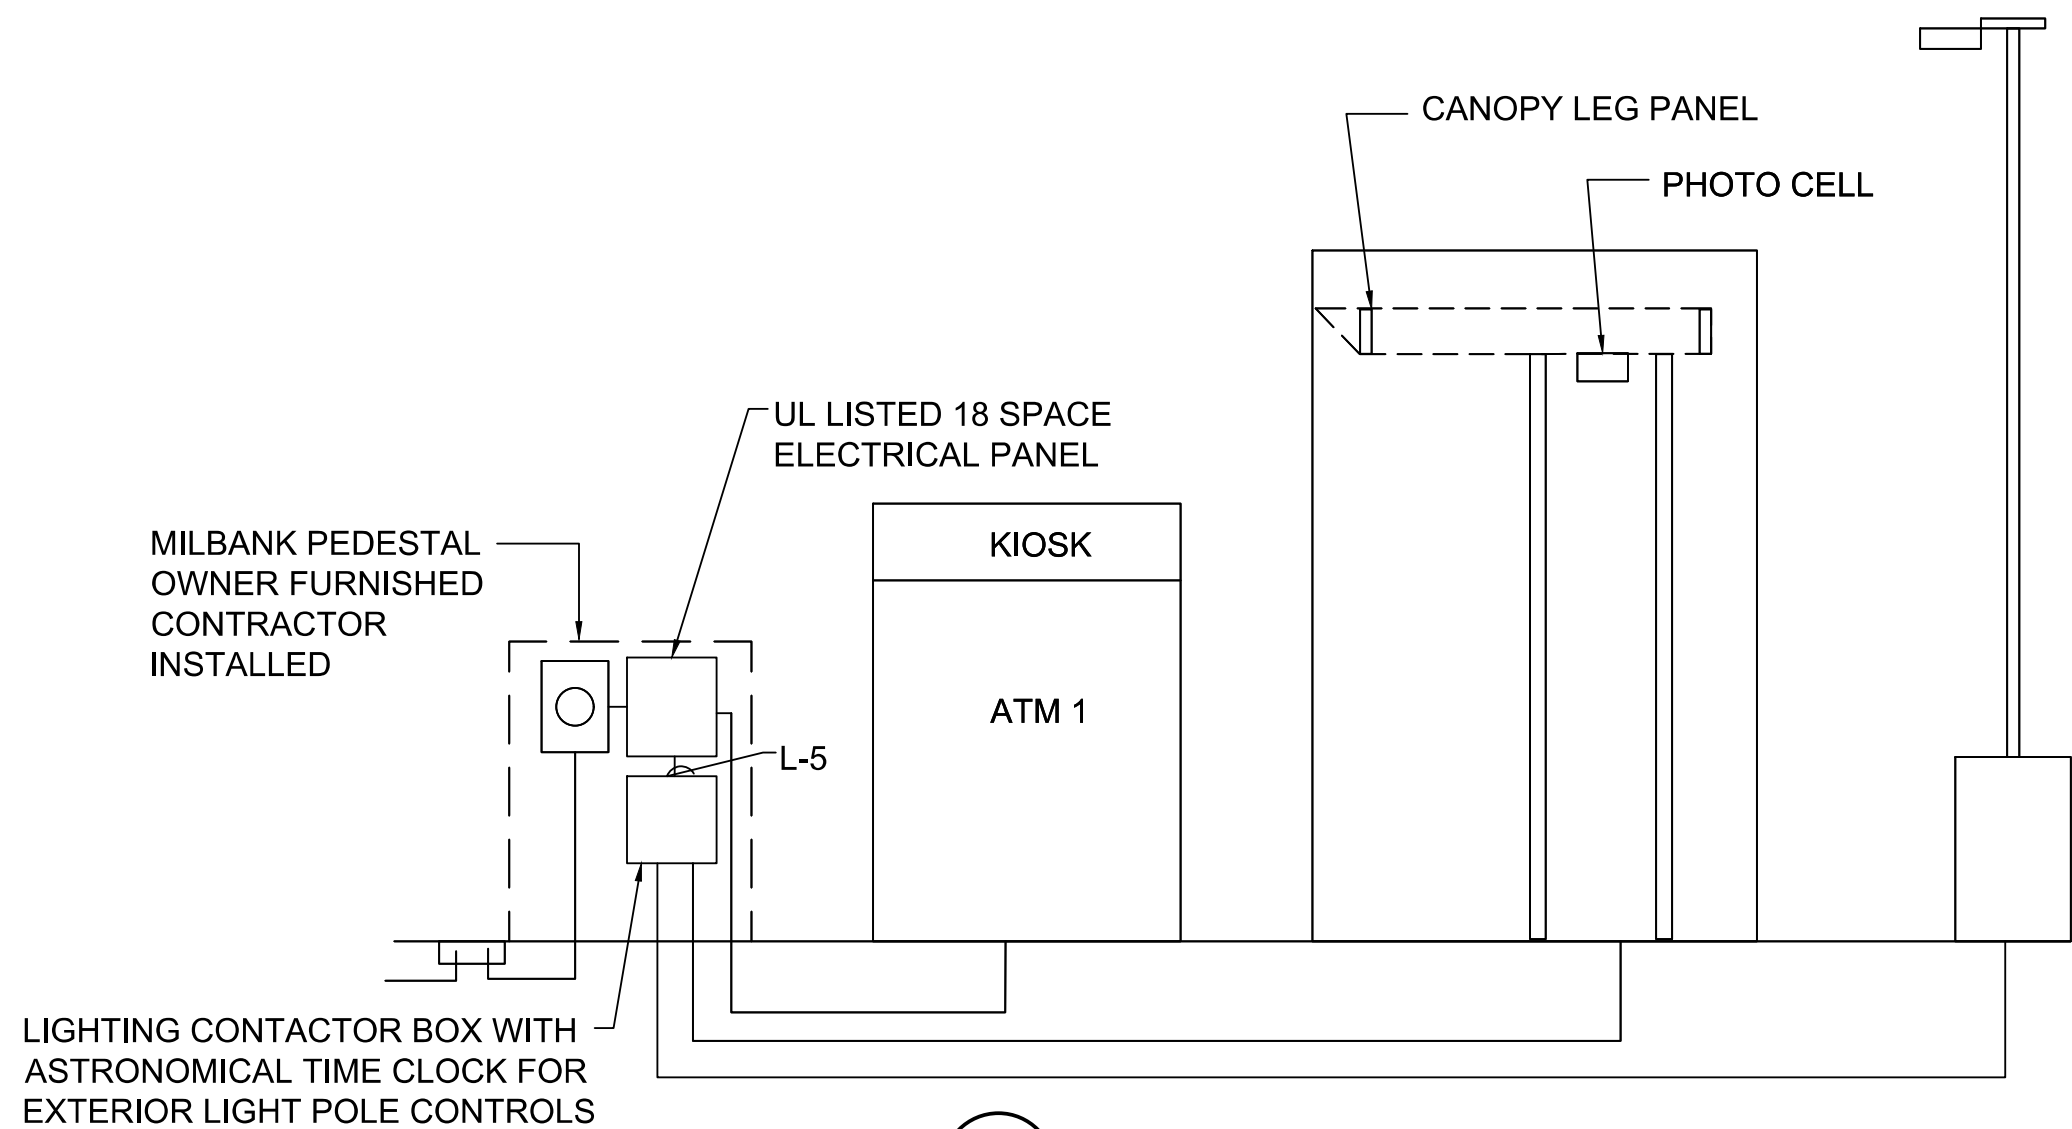 CANOPY LEG PANEL
PHOTO CELL
UL LISTED 18 SPACE
ELECTRICAL PANEL
MILBANK PEDESTAL
OWNER FURNISHED
CONTRACTOR
INSTALLED
KIOSK
ATM 1
L-5
LIGHTING CONTACTOR BOX WITH
ASTRONOMICAL TIME CLOCK FOR
EXTERIOR LIGHT POLE CONTROLS